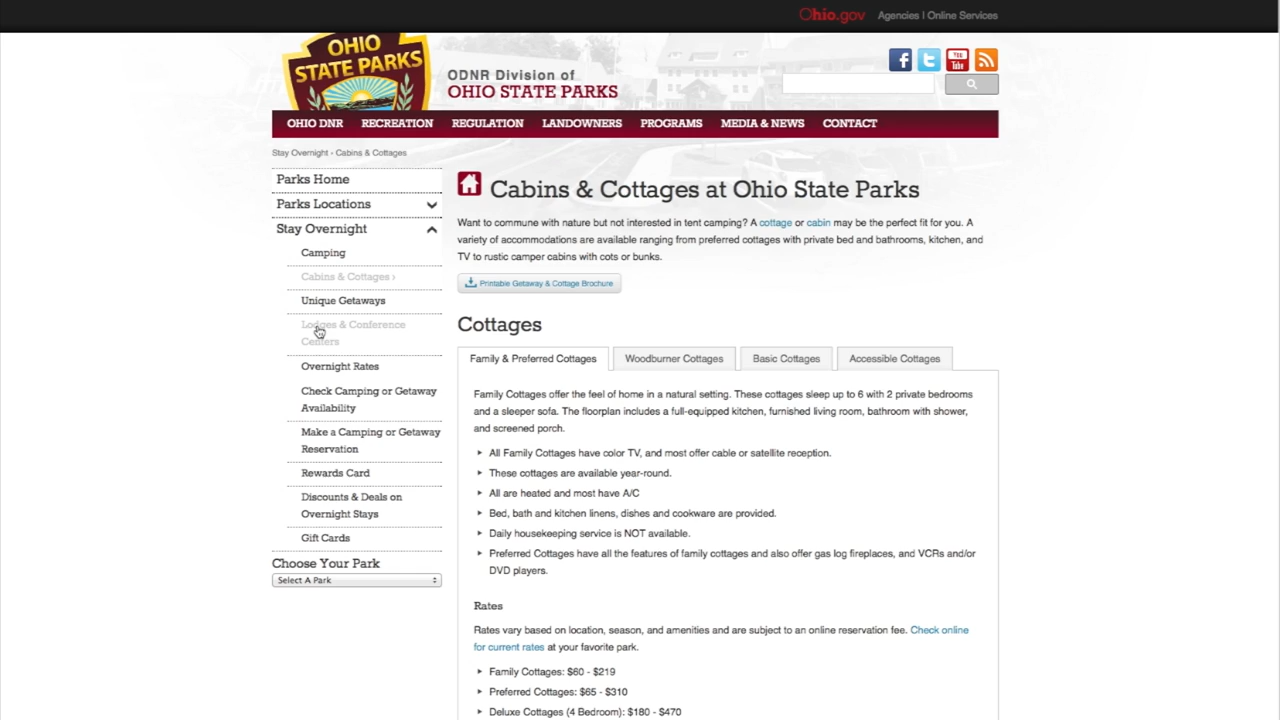 Ohio.gov
Agencies | Online Services
OHIO
STATE PARKS
ODNR Division of
OHIO STATE PARKS
You
Tube
OHIO DNR RECREATION REGULATION LANDOWNERS PROGRAMS MEDIA & NEWS CONTACT
Stay Overnight - Cabins & Cottages
Parks Home
Parks Locations
Stay Overnight
Camping
Cabins & Cottages ›
Unique Getaways
Lodges & Conference
Centers
Overnight Rates
Check Camping or Getaway
Availability
Make a Camping or Getaway
Reservation
Rewards Card
Discounts & Deals on
Overnight Stays
Gift Cards
Choose Your Park
Select A Park
Cabins & Cottages at Ohio State Parks
Want to commune with nature but not interested in tent camping? A cottage or cabin may be the perfect fit for you. A
variety of accommodations are available ranging from preferred cottages with private bed and bathrooms, kitchen, and
TV to rustic camper cabins with cots or bunks.
Printable Getaway & Cottage Brochure
Cottages
Family & Preferred Cottages Woodburner Cottages Basic Cottages Accessible Cottages
Family Cottages offer the feel of home in a natural setting. These cottages sleep up to 6 with 2 private bedrooms
and a sleeper sofa. The floorplan includes a full-equipped kitchen, furnished living room, bathroom with shower,
and screened porch.
All Family Cottages have color TV, and most offer cable or satellite reception.
These cottages are available year-round.
All are heated and most have A/C
Bed, bath and kitchen linens, dishes and cookware are provided.
Daily housekeeping service is NOT available.
Preferred Cottages have all the features of family cottages and also offer gas log fireplaces, and VCRs and/or
DVD players.
Rates
Rates vary based on location, season, and amenities and are subject to an online reservation fee. Check online
for current rates at your favorite park.
Family Cottages: $60 - $219
Preferred Cottages: $65 - $310
Deluxe Cottages (4 Bedroom): $180 - $470